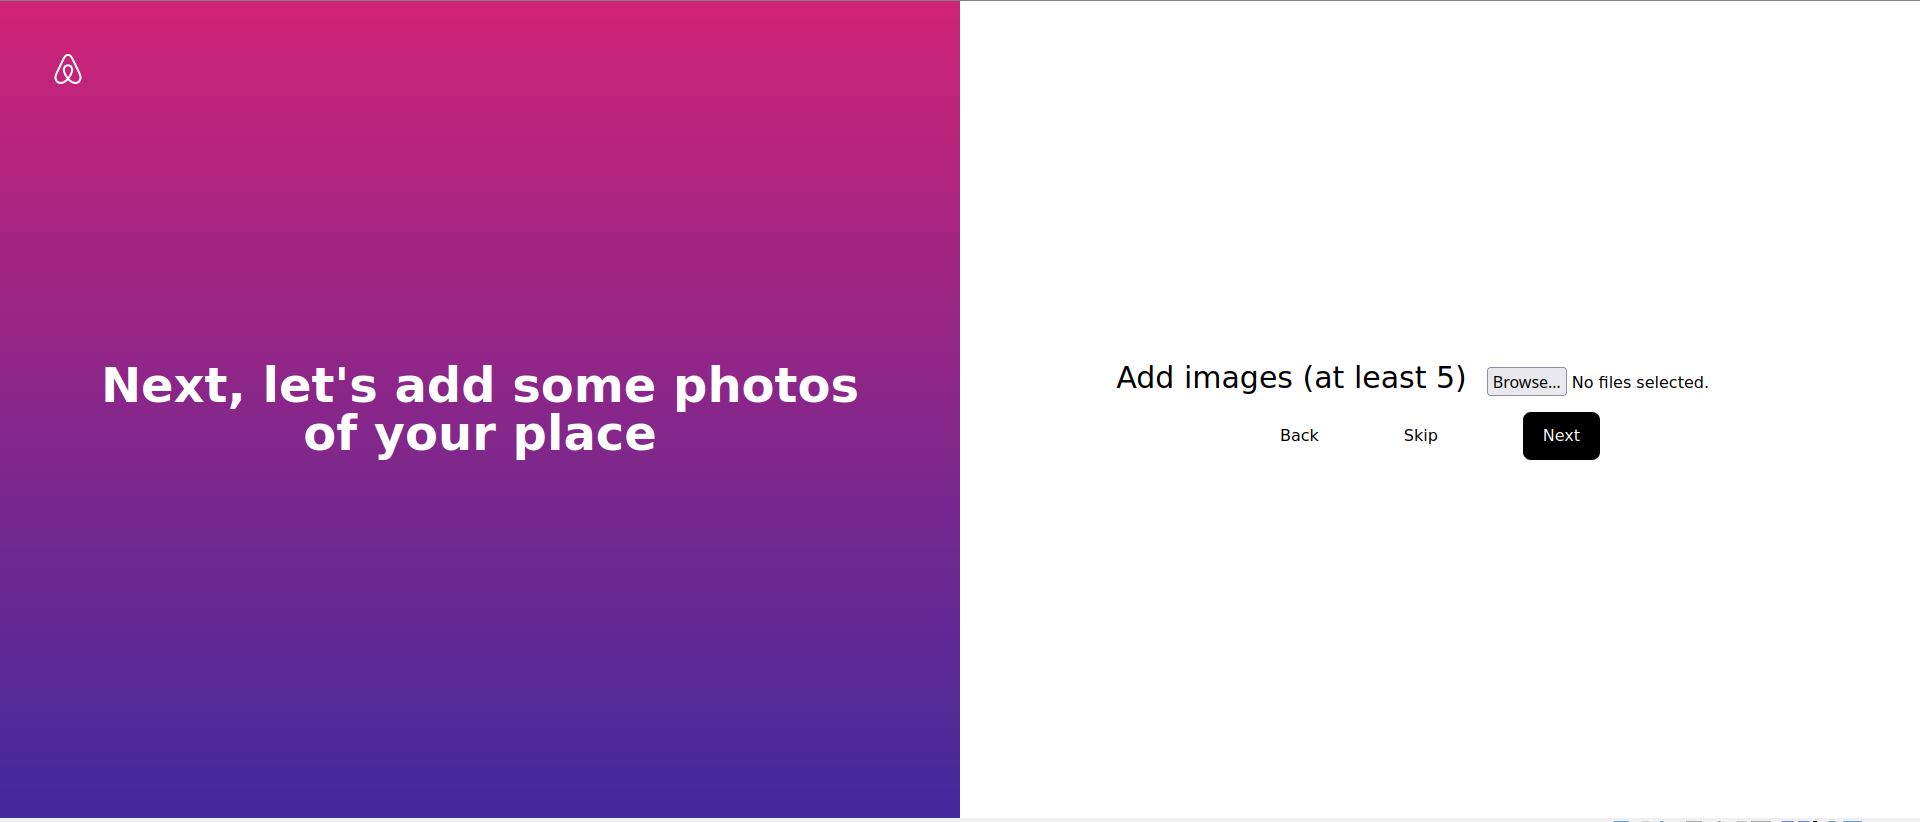 Next, let's add some photos
of your place
Add images (at least 5) Browse... No files selected.
Back Skip Next